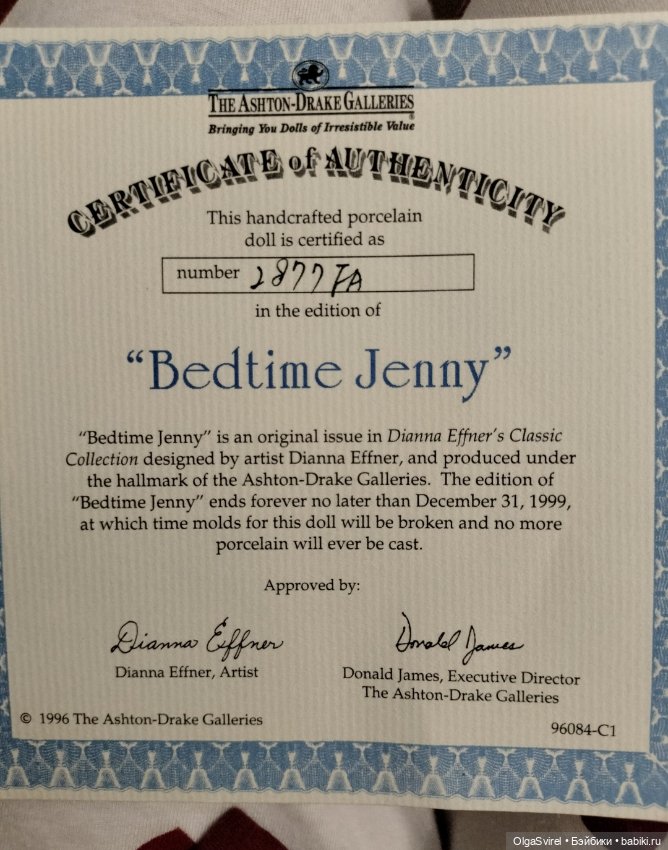 THE ASHTON-DRAKE GALLERIES®
Bringing You Dolls of Irresistible Value
CERTIFICATE of AUTHENTICITY
This handcrafted porcelain
doll is certified as
number 2877FA
in the edition of
“Bedtime Jenny”
“Bedtime Jenny” is an original issue in Dianna Effner’s Classic
Collection designed by artist Dianna Effner, and produced under
the hallmark of the Ashton-Drake Galleries. The edition of
“Bedtime Jenny” ends forever no later than December 31, 1999,
at which time molds for this doll will be broken and no more
porcelain will ever be cast.
Approved by:
Dianna Effner
Donald James
Dianna Effner, Artist
Donald James, Executive Director
The Ashton-Drake Galleries
© 1996 The Ashton-Drake Galleries
96084-C1
OlgaSvirel • Бэйбики • babiki.ru